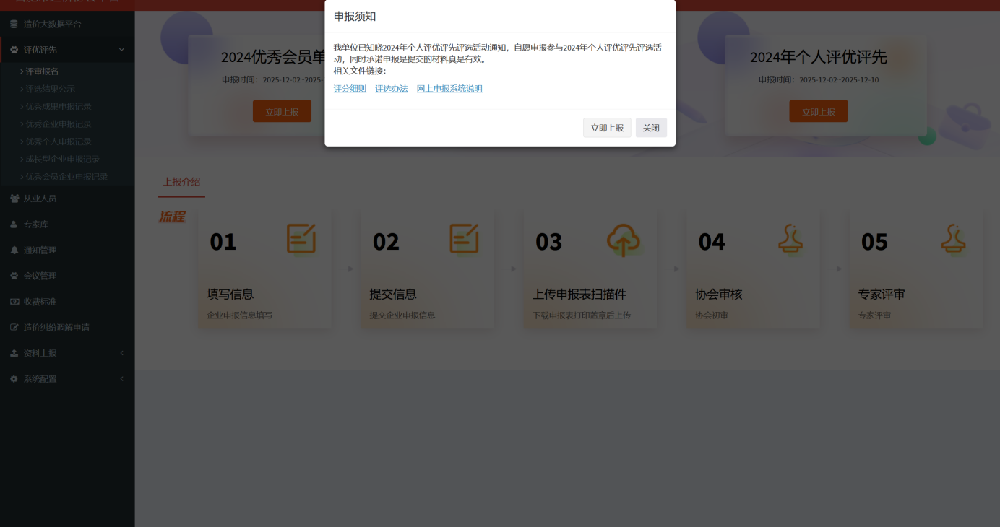 造价大数据平台
评优评先
评审报名
评选结果公示
优秀成果申报记录
优秀企业申报记录
优秀个人申报记录
成长型企业申报记录
优秀会员企业申报记录
从业人员
专家库
通知管理
会议管理
收费标准
造价纠纷调解申请
资料上报
系统配置
2024优秀会员单
申报时间：2025-12-02~2025-
立即上报
申报须知
我单位已知晓2024年个人评优评先评选活动通知，自愿申报参与2024年个人评优评先评选活
动，同时承诺申报是提交的材料真是有效。
相关文件链接：
评分细则 评选办法 网上申报系统说明
立即上报 关闭
2024年个人评优评先
申报时间：2025-12-02~2025-12-10
立即上报
上报介绍
流程
01
填写信息
企业申报信息填写
02
提交信息
提交企业申报信息
03
上传申报表扫描件
下载申报表打印盖章后上传
04
协会审核
协会初审
05
专家评审
专家评审